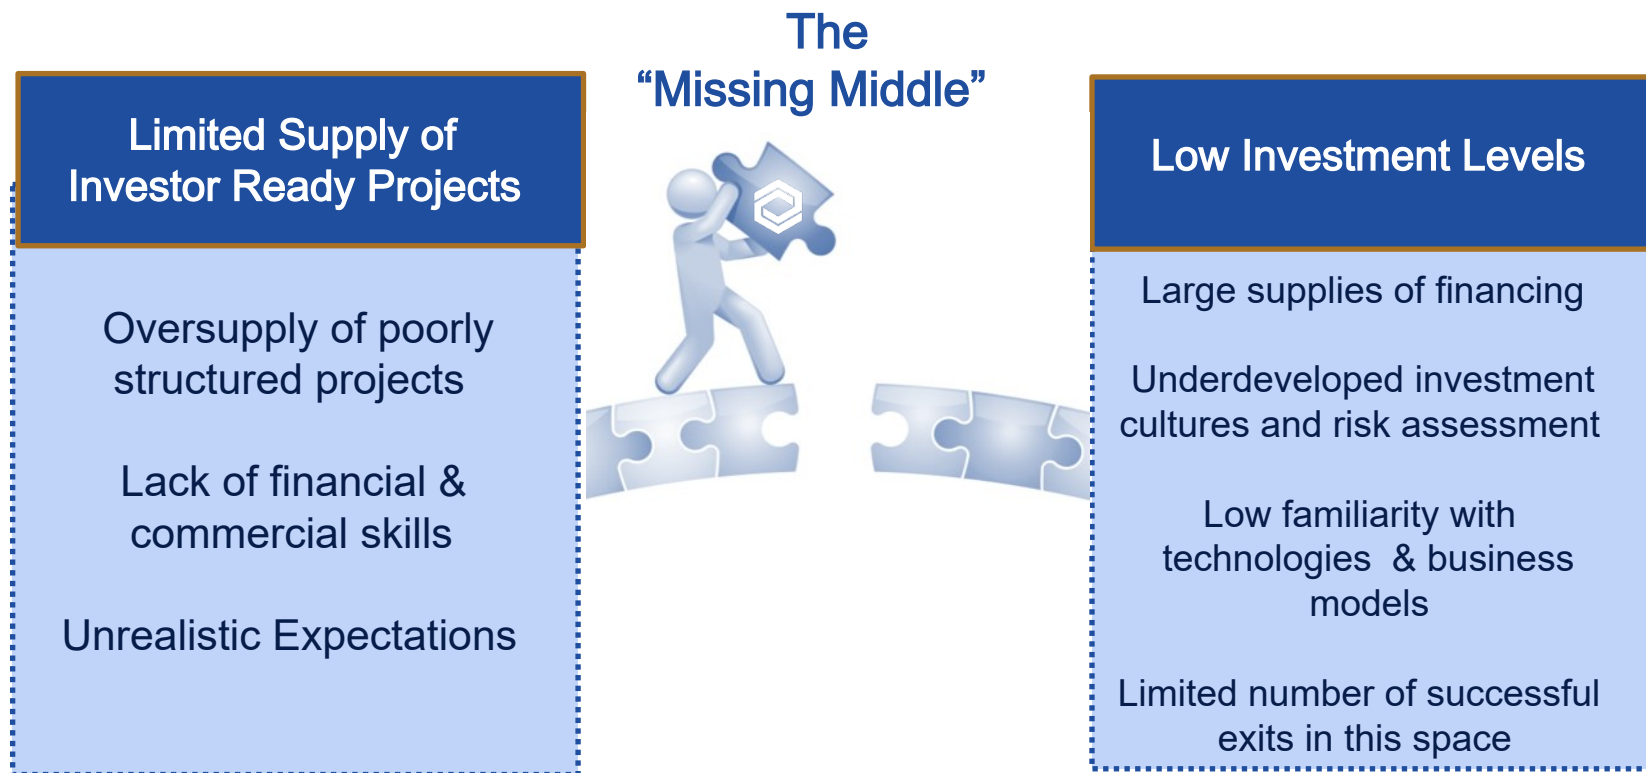 The
“Missing Middle”
Limited Supply of
Investor Ready Projects
Oversupply of poorly
structured projects
Lack of financial &
commercial skills
Unrealistic Expectations
Low Investment Levels
Large supplies of financing
Underdeveloped investment
cultures and risk assessment
Low familiarity with
technologies & business
models
Limited number of successful
exits in this space